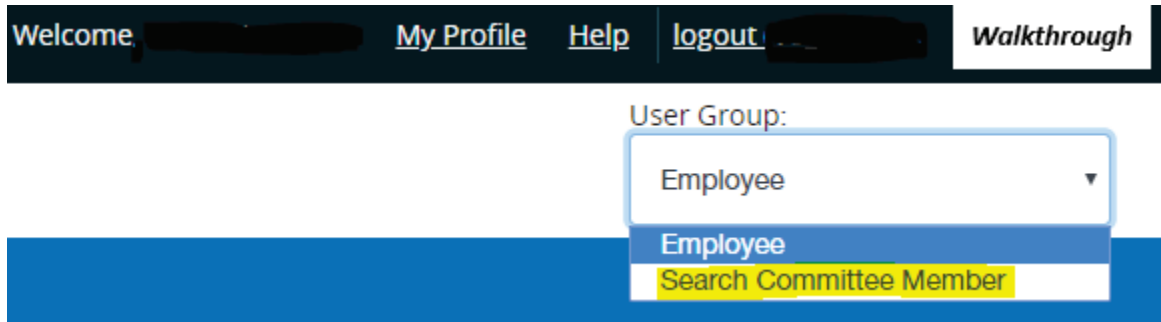 Welcome, My Profile Help logout Walkthrough
User Group:
Employee
Employee
Search Committee Member